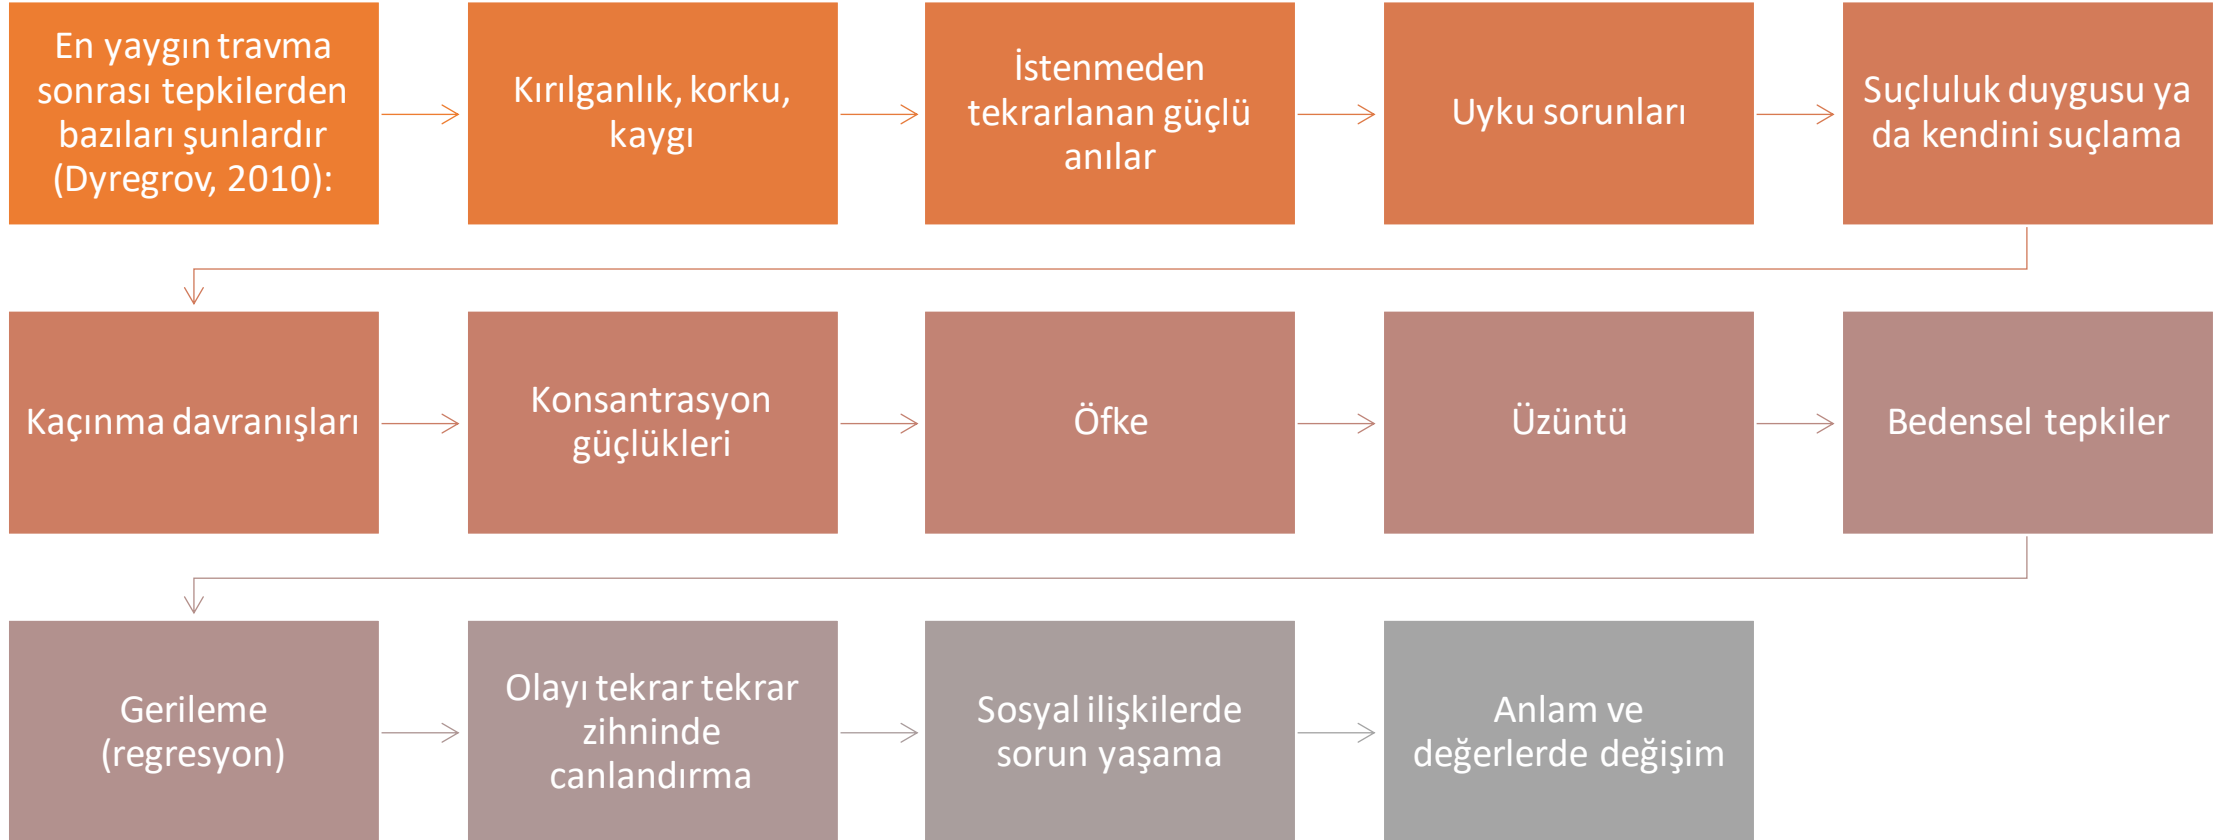 En yaygın travma
sonrası tepkilerden
bazıları şunlardır
(Dyregrov, 2010):
Kırılganlık, korku,
kaygı
İstenmeden
tekrarlanan güçlü
anılar
Uyku sorunları
Suçluluk duygusu ya
da kendini suçlama
Kaçınma davranışları
Konsantrasyon
güçlükleri
Öfke
Üzüntü
Bedensel tepkiler
Gerileme
(regresyon)
Olayı tekrar tekrar
zihninde
canlandırma
Sosyal ilişkilerde
sorun yaşama
Anlam ve
değerlerde değişim